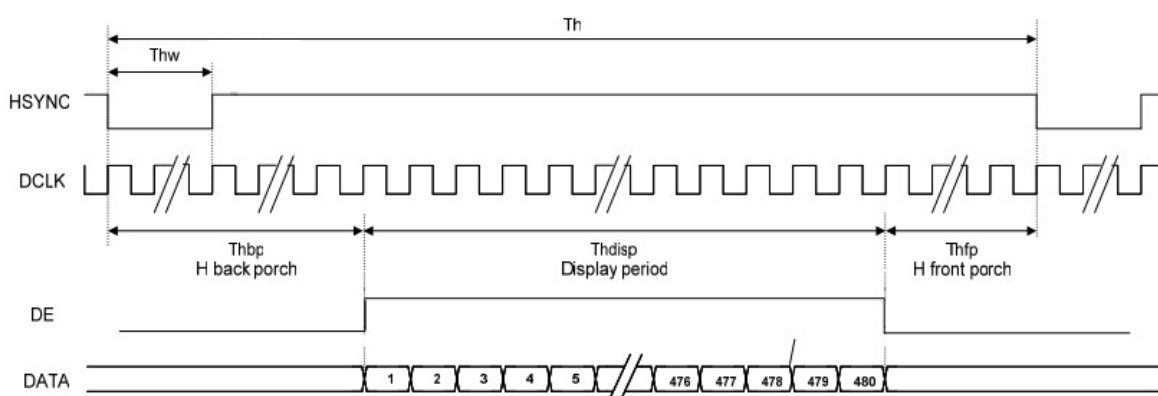 Th
Thw
HSYNC
DCLK
Thbp Thdisp Thfp
H back porch Display period H front porch
DE
DATA 1 2 3 4 5 476 477 478 479 480